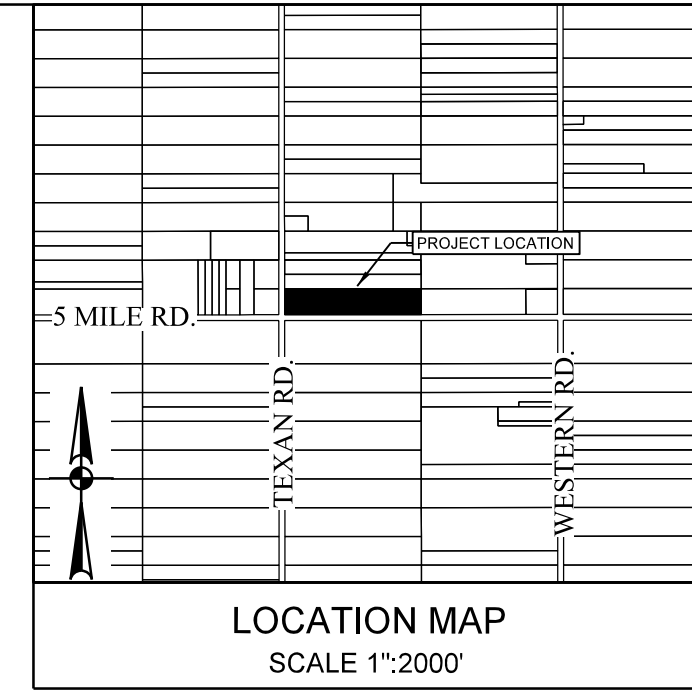 PROJECT LOCATION
5 MILE RD.
TEXAN RD.
WESTERN RD.
LOCATION MAP
SCALE 1":2000'